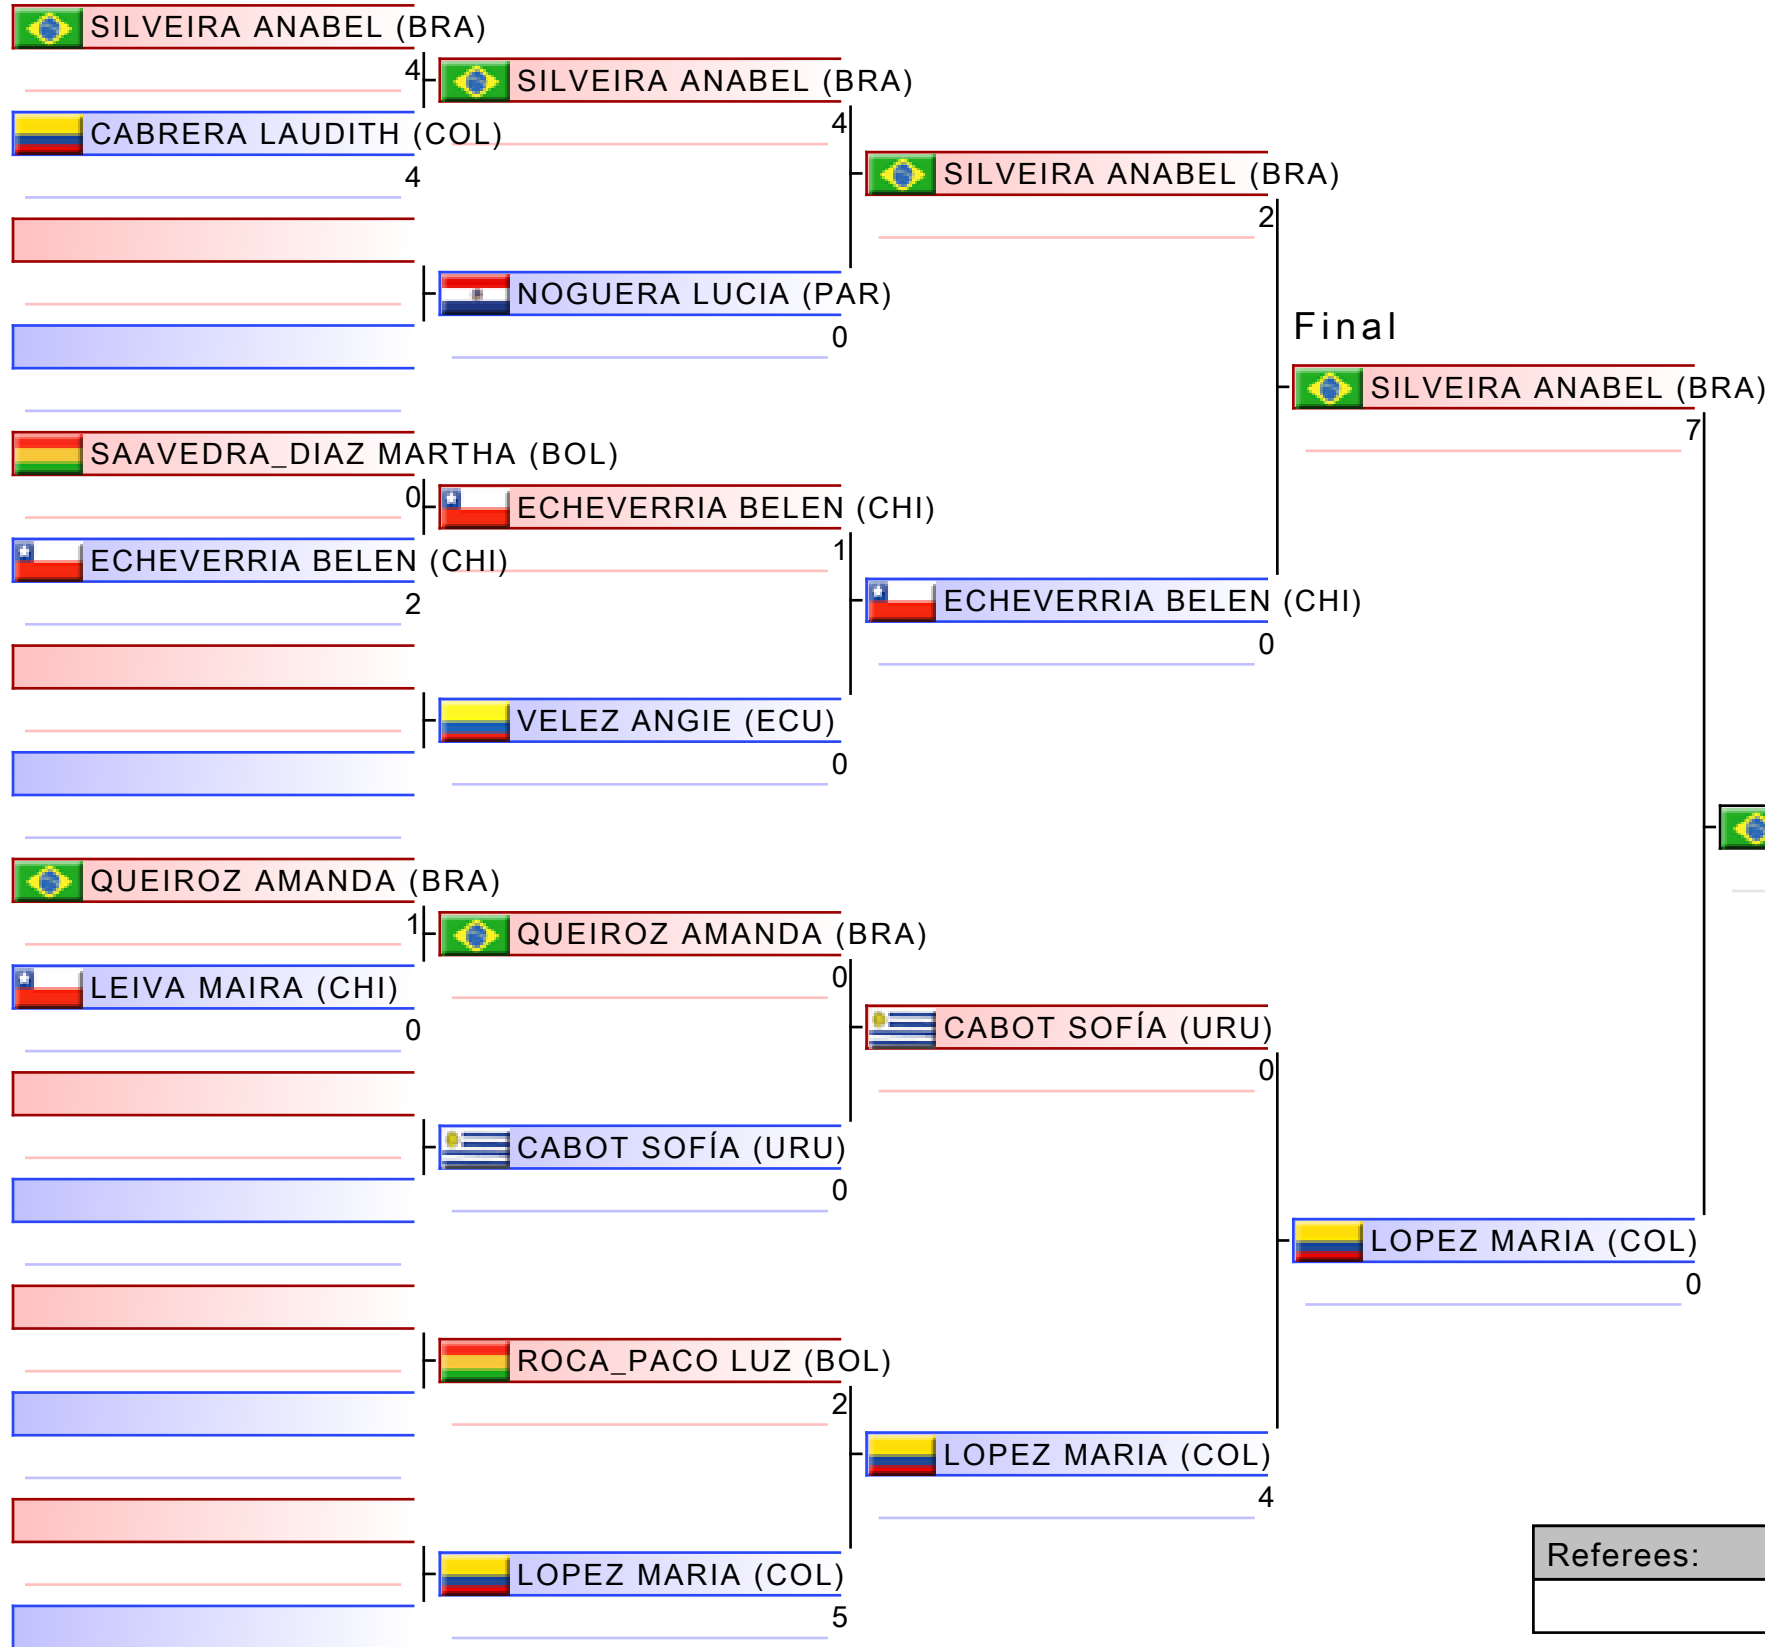 SILVEIRA ANABEL (BRA)
4
CABRERA LAUDITH (COL)
4
SAAVEDRA_DIAZ MARTHA (BOL)
0
ECHEVERRIA BELEN (CHI)
2
QUEIROZ AMANDA (BRA)
1
LEIVA MAIRA (CHI)
0
SILVEIRA ANABEL (BRA)
4
NOGUERA LUCIA (PAR)
0
ECHEVERRIA BELEN (CHI)
1
VELEZ ANGIE (ECU)
0
QUEIROZ AMANDA (BRA)
0
CABOT SOFÍA (URU)
0
ROCA_PACO LUZ (BOL)
2
LOPEZ MARIA (COL)
5
SILVEIRA ANABEL (BRA)
2
ECHEVERRIA BELEN (CHI)
0
CABOT SOFÍA (URU)
0
LOPEZ MARIA (COL)
4
Final
SILVEIRA ANABEL (BRA)
7
LOPEZ MARIA (COL)
0
Referees: